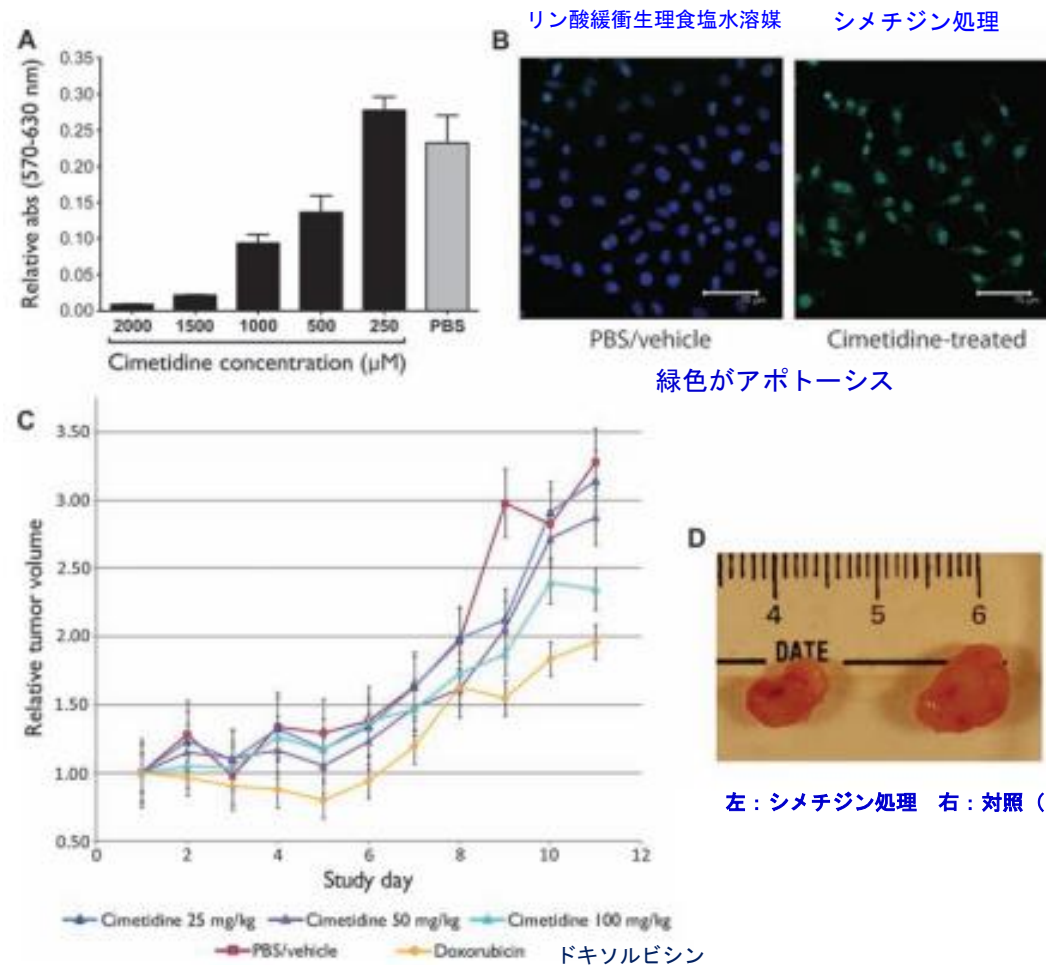 リン酸緩衝生理食塩水溶媒
シメチジン処理
A
Relative abs (570-630 nm)
0.35
0.30
0.25
0.20
0.15
0.10
0.05
0.00
2000 1500 1000 500 250 PBS
Cimetidine concentration (µM)
B
PBS/vehicle
Cimetidine-treated
緑色がアポトーシス
C
Relative tumor volume
3.50
3.00
2.50
2.00
1.50
1.00
0.50
0 2 4 6 8 10 12
Study day
Cimetidine 25 mg/kg Cimetidine 50 mg/kg Cimetidine 100 mg/kg
PBS/vehicle Doxorubicin ドキソルビシン
D
4 5 6
DATE
左：シメチジン処理 右：対照（